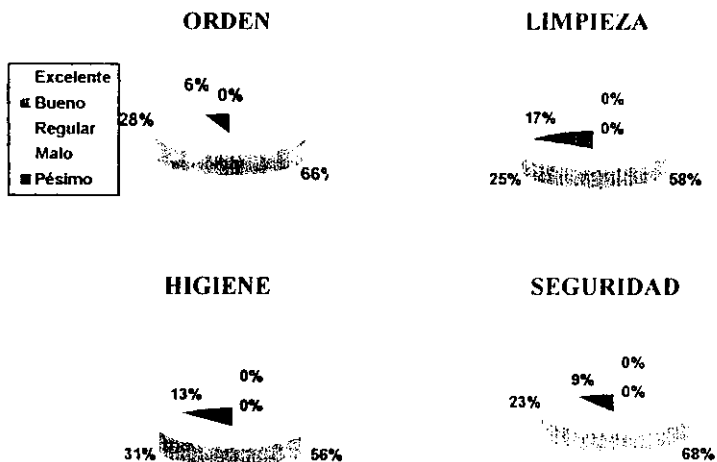 ORDEN
Excelente
Bueno
Regular
Malo
Pésimo
6%
0%
28%
66%
LIMPIEZA
0%
17%
0%
25%
58%
HIGIENE
0%
13%
0%
31%
56%
SEGURIDAD
0%
9%
0%
23%
68%